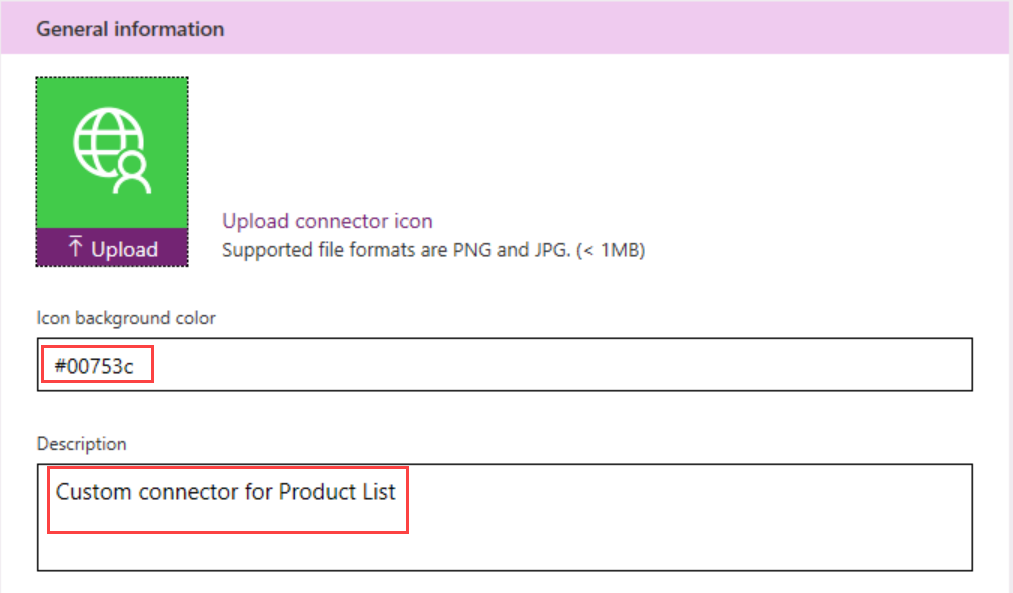 General information
Upload
Upload connector icon
Supported file formats are PNG and JPG. (< 1MB)
Icon background color
#00753c
Description
Custom connector for Product List